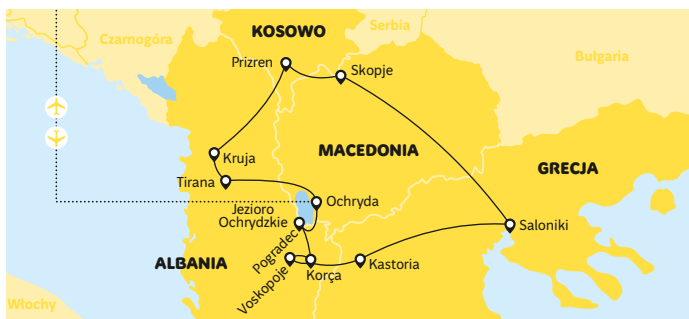 KOSOWO
Serbia
Czarnogóra
Bułgaria
Prizren
Skopje
MACEDONIA
Kruja
GRECJA
Tirana
Ochryda
Jezioro
Ochrydzkie
Saloniki
Pogradec
ALBANIA
Voskopoje
Korça
Kastoria
Włochy